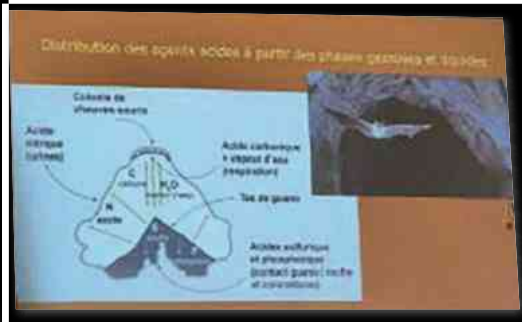 Distribution des agents acides à partir des phases gazeuses et liquides
Colonie de
chauves-souris
Acide
nitrique
(urines)
Acide carbonique
+ vapeur d'eau
(respiration)
C
carbone
H₂O
N
azote
Tas de guano
Acides sulfurique
et phosphorique
(contact guano / roche
et concrétions)